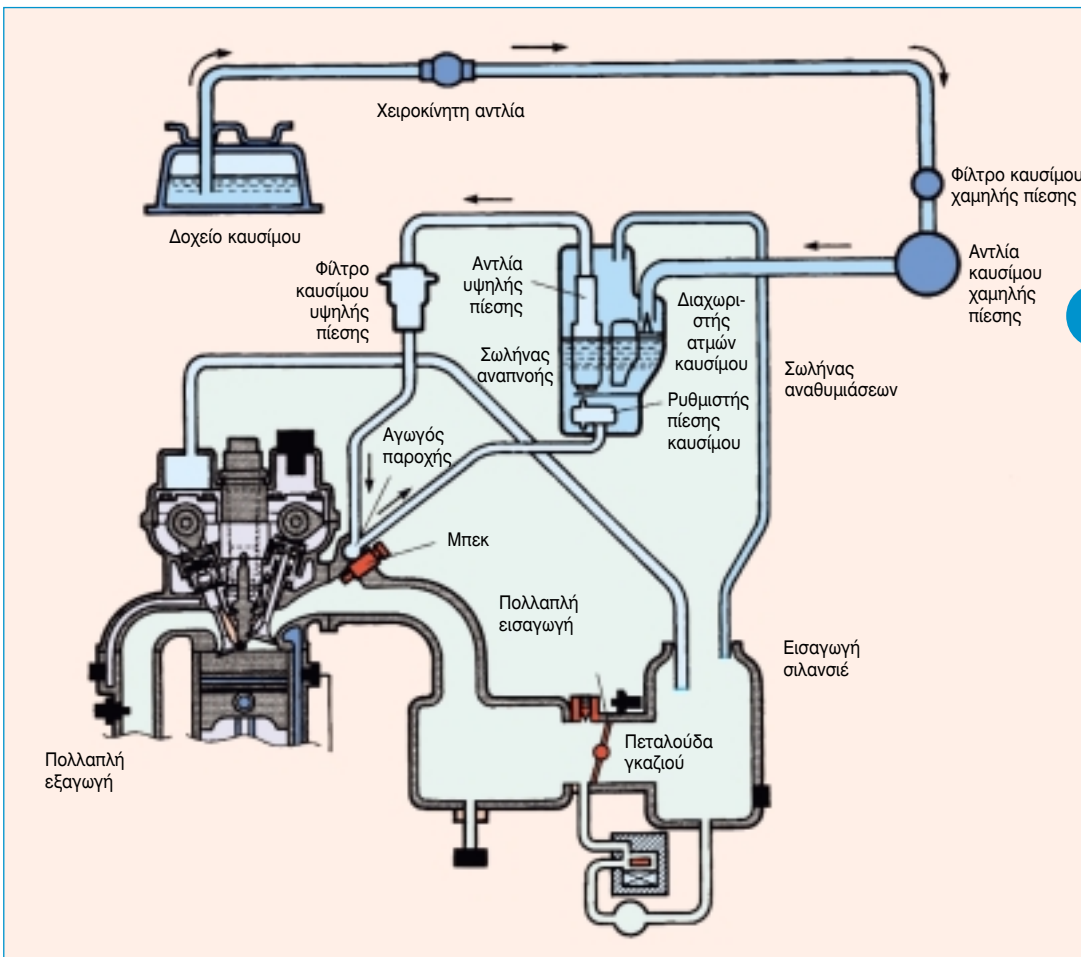 Χειροκίνητη αντλία
Φίλτρο καυσίμου
χαμηλής πίεσης
Δοχείο καυσίμου
Αντλία
καυσίμου
χαμηλής
πίεσης
Φίλτρο
καυσίμου
υψηλής
πίεσης
Αντλία
υψηλής
πίεσης
Διαχωρι-
στής
ατμών
καυσίμου
Σωλήνας
αναπνοής
Σωλήνας
αναθυμιάσεων
Ρυθμιστής
πίεσης
καυσίμου
Αγωγός
παροχής
Μπεκ
Πολλαπλή
εισαγωγή
Εισαγωγή
σιλανσιέ
Πεταλούδα
γκαζιού
Πολλαπλή
εξαγωγή